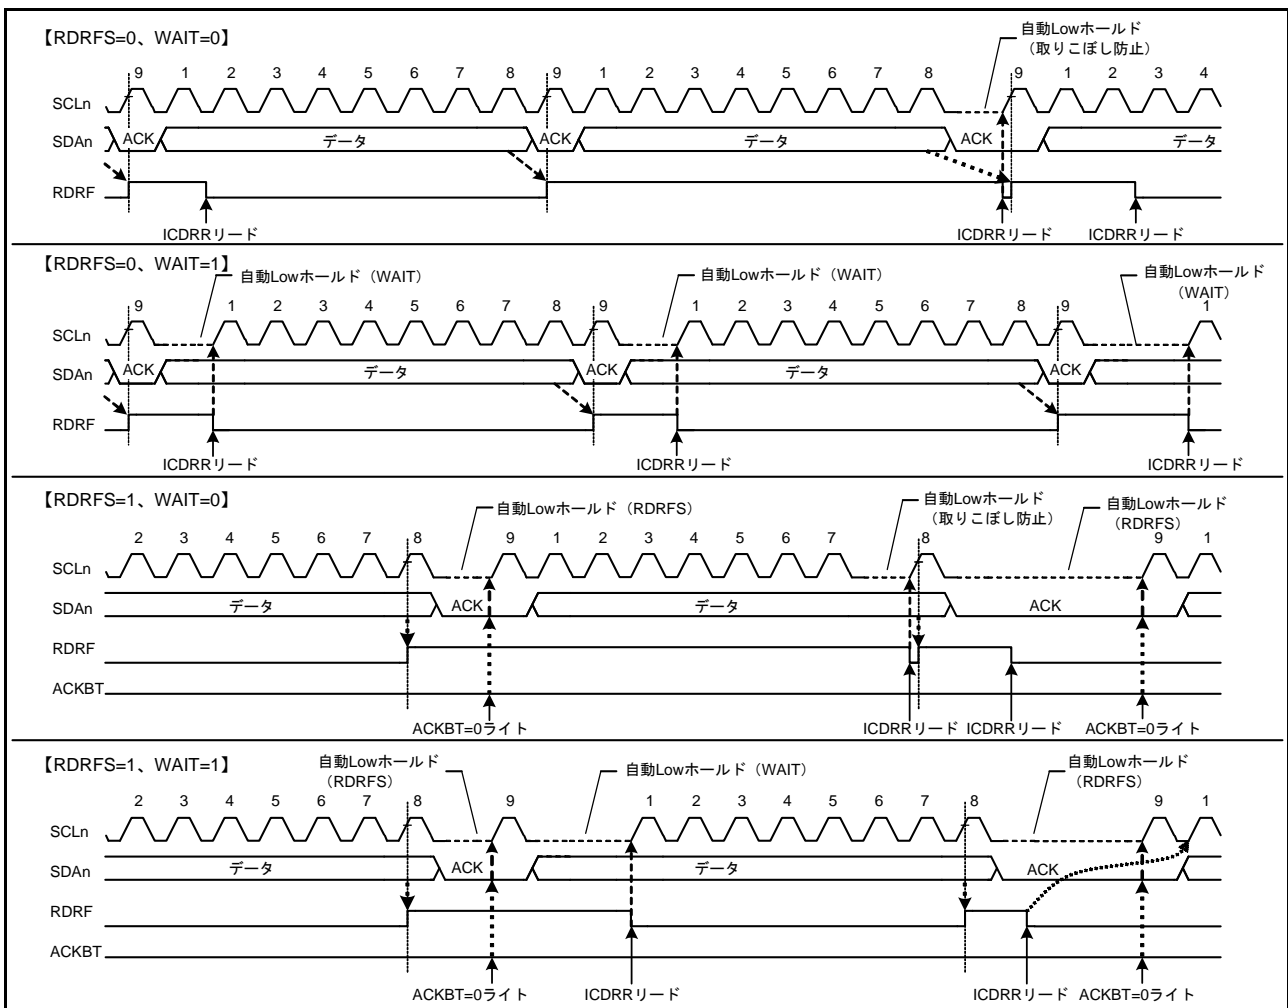 【RDRFS=0、WAIT=0】
自動Lowホールド
（取りこぼし防止）
9 1 2 3 4 5 6 7 8 9 1 2 3 4 5 6 7 8 9 1 2 3 4
SCLn
SDAn ACK データ ACK データ ACK データ
RDRF
ICDRRリード ICDRRリード ICDRRリード
【RDRFS=0、WAIT=1】
自動Lowホールド（WAIT） 自動Lowホールド（WAIT） 自動Lowホールド
（WAIT）
9 1 2 3 4 5 6 7 8 9 1 2 3 4 5 6 7 8 9 1
SCLn
SDAn ACK データ ACK データ ACK
RDRF
ICDRRリード ICDRRリード ICDRRリード
【RDRFS=1、WAIT=0】
自動Lowホールド（RDRFS） 自動Lowホールド
（取りこぼし防止）
自動Lowホールド
（RDRFS）
2 3 4 5 6 7 8 9 1 2 3 4 5 6 7 8 9 1
SCLn
SDAn データ ACK データ ACK
RDRF
ACKBT
ACKBT=0ライト ICDRRリード ICDRRリード ACKBT=0ライト
【RDRFS=1、WAIT=1】
自動Lowホールド
（RDRFS）
自動Lowホールド（WAIT）
自動Lowホールド
（RDRFS）
2 3 4 5 6 7 8 9 1 2 3 4 5 6 7 8 9 1
SCLn
SDAn データ ACK データ ACK
RDRF
ACKBT
ACKBT=0ライト ICDRRリード ICDRRリード ACKBT=0ライト